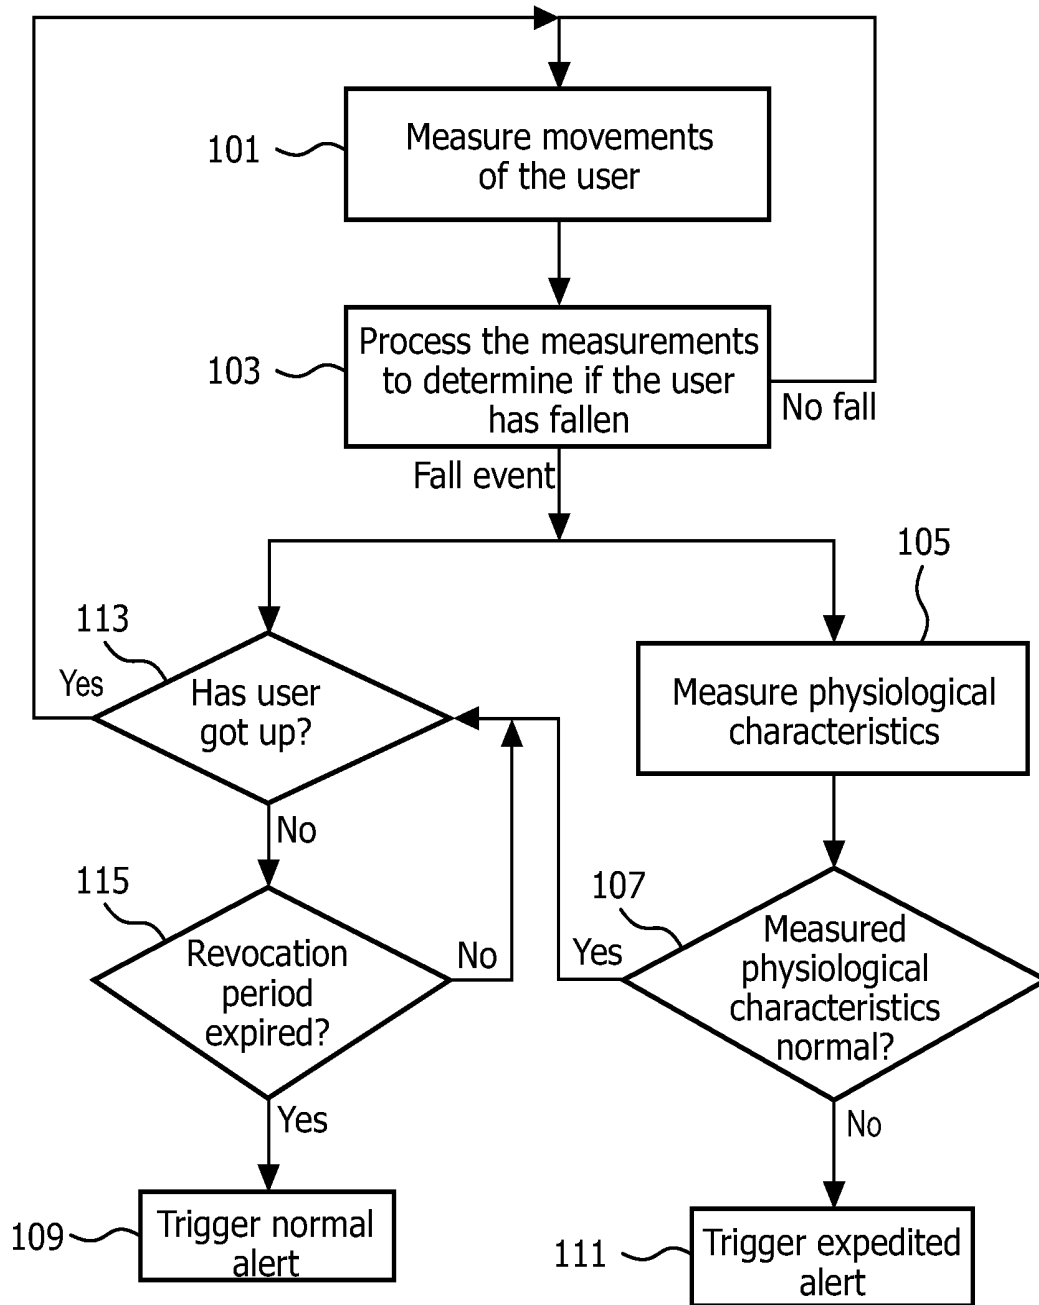 101
Measure movements
of the user
103
Process the measurements
to determine if the user
has fallen
No fall
Fall event
105
113
Yes
Has user
got up?
Measure physiological
characteristics
No
115
107
Revocation
period
expired?
No
Yes
Measured
physiological
characteristics
normal?
Yes
No
109
Trigger normal
alert
111
Trigger expedited
alert